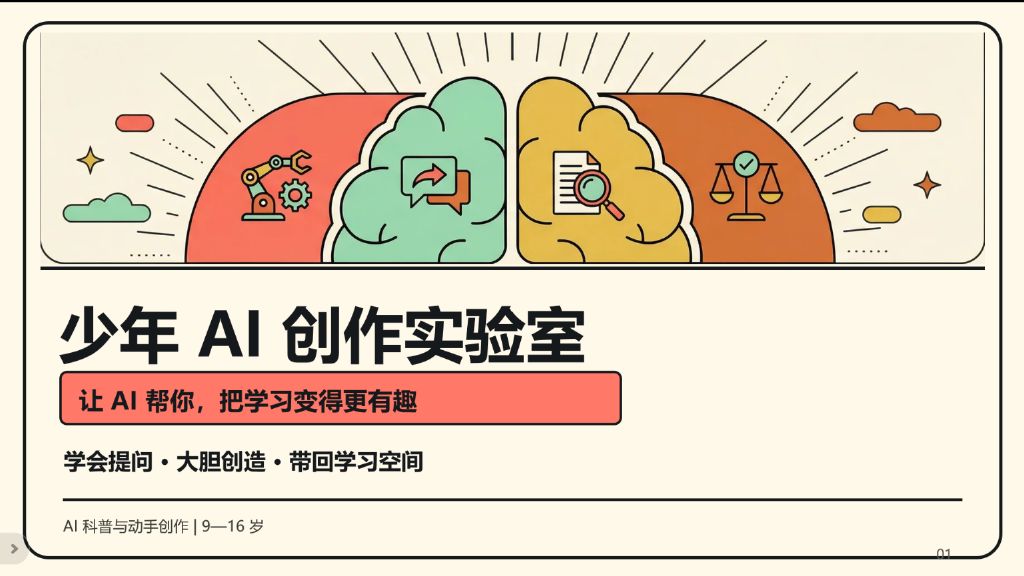 少年 AI 创作实验室
让 AI 帮你，把学习变得更有趣
学会提问 • 大胆创造 • 带回学习空间
AI 科普与动手创作 | 9—16 岁
01